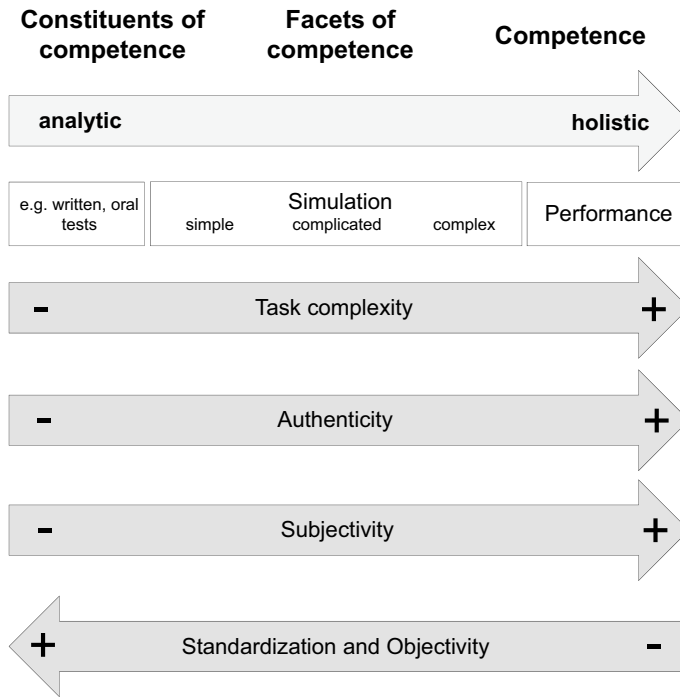 Constituents of competence
Facets of competence
Competence
analytic
holistic
e.g. written, oral tests
Simulation
simple
complicated
complex
Performance
- Task complexity +
- Authenticity +
- Subjectivity +
+ Standardization and Objectivity -